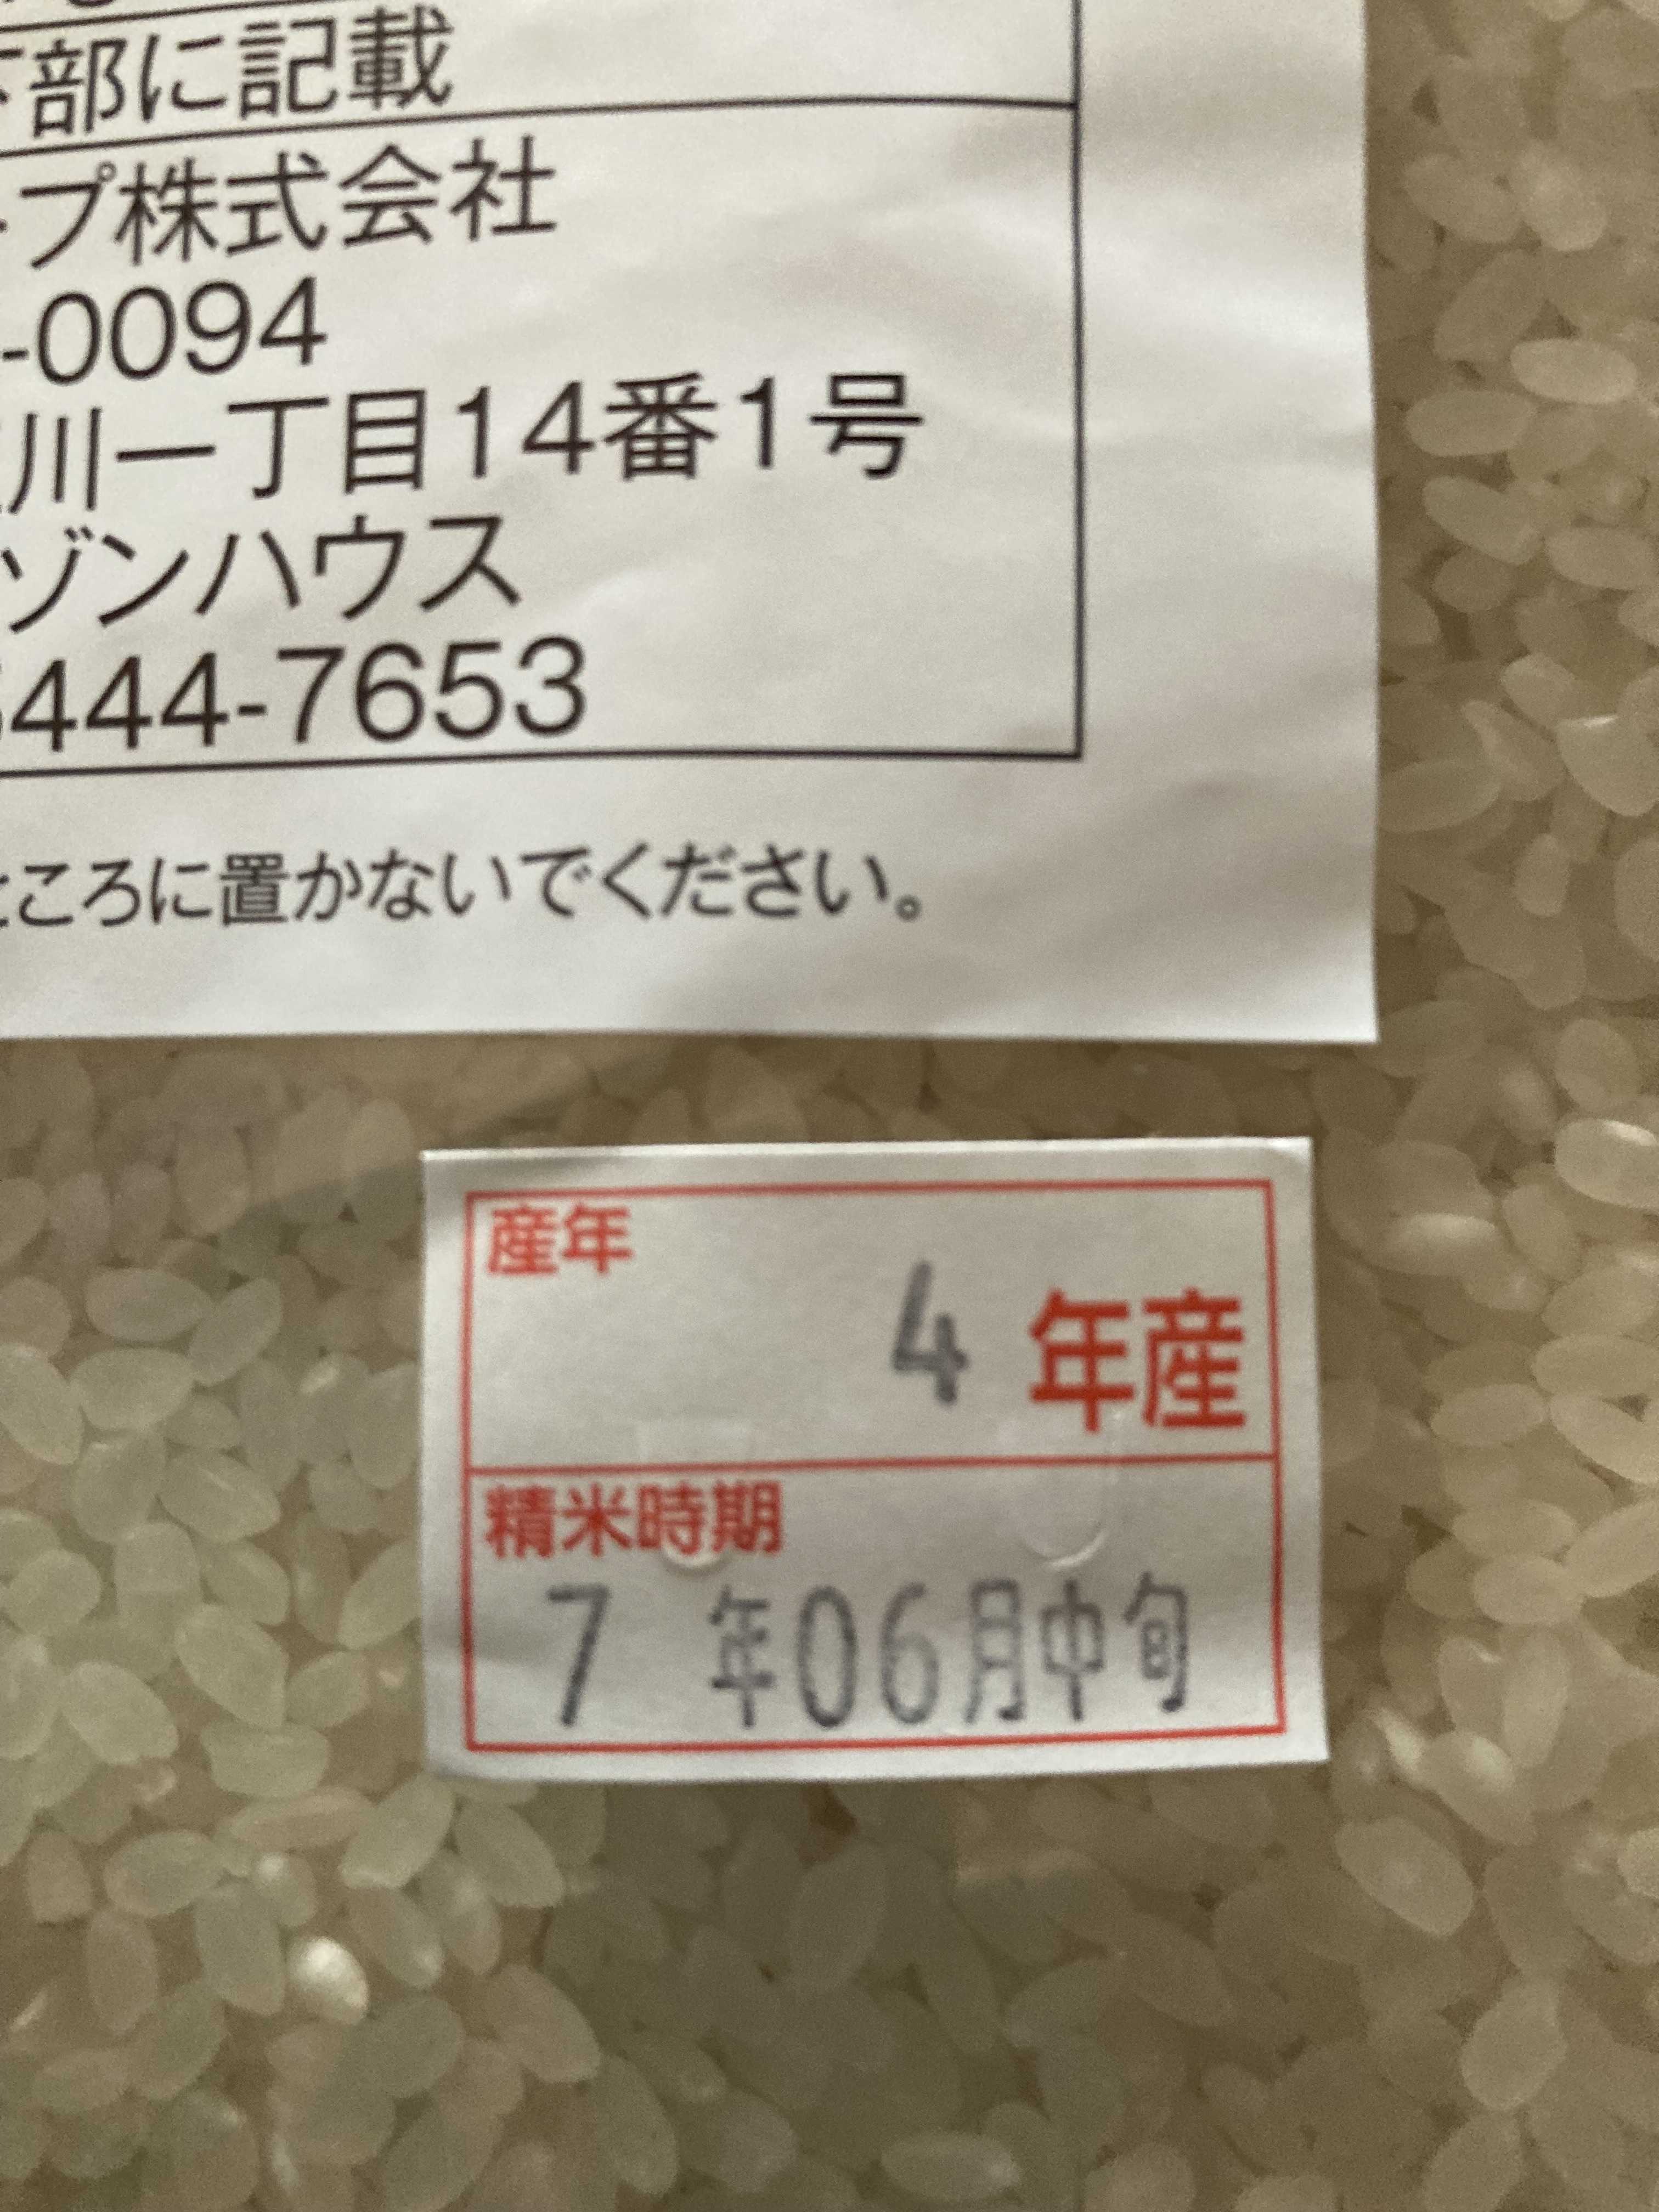 下部に記載
プ株式会社
-0094
川一丁目14番1号
ゾンハウス
444-7653
ころに置かないでください。
産年
4 年産
精米時期
7 年06月中旬